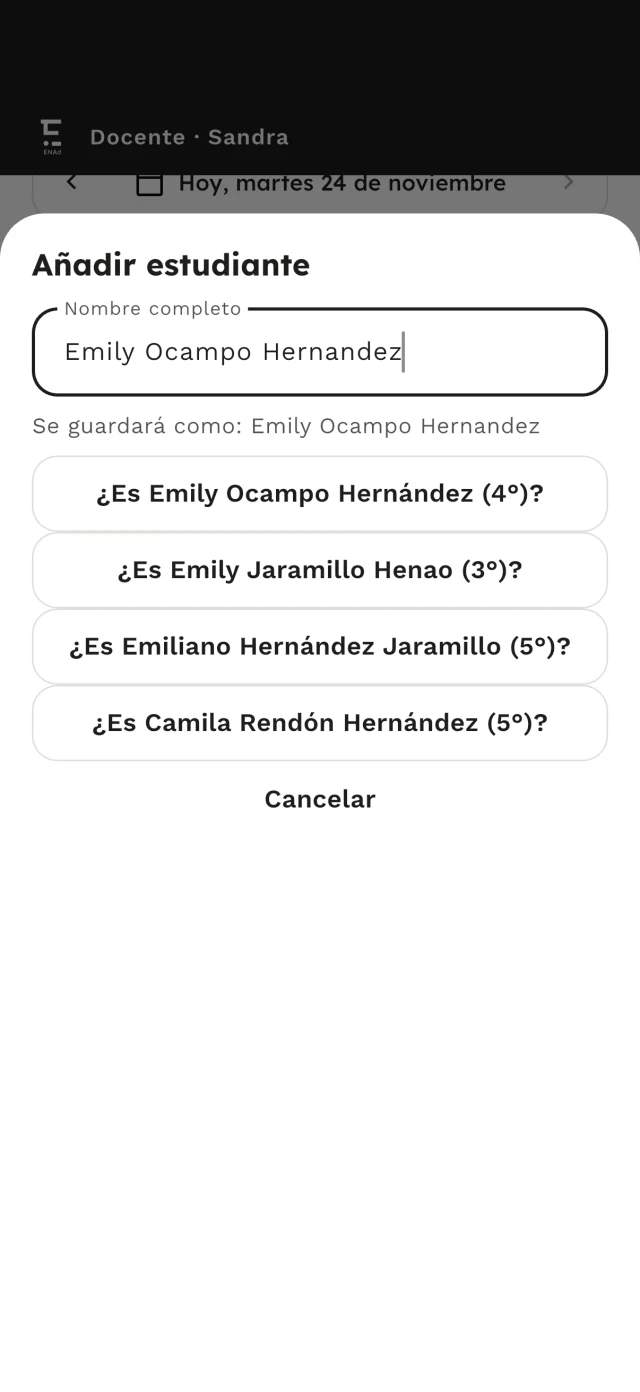 ENAd
Docente · Sandra
Hoy, martes 24 de noviembre
Añadir estudiante
Nombre completo
Emily Ocampo Hernandez
Se guardará como: Emily Ocampo Hernandez
¿Es Emily Ocampo Hernández (4°)?
¿Es Emily Jaramillo Henao (3°)?
¿Es Emiliano Hernández Jaramillo (5°)?
¿Es Camila Rendón Hernández (5°)?
Cancelar